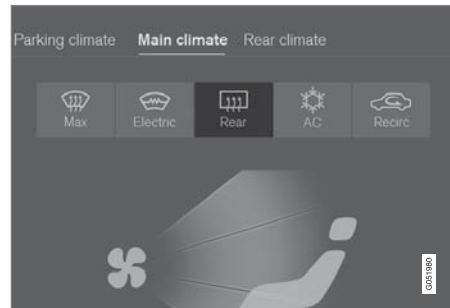 Parking climate Main climate Rear climate
Max Electric Rear AC Recirc
G051980